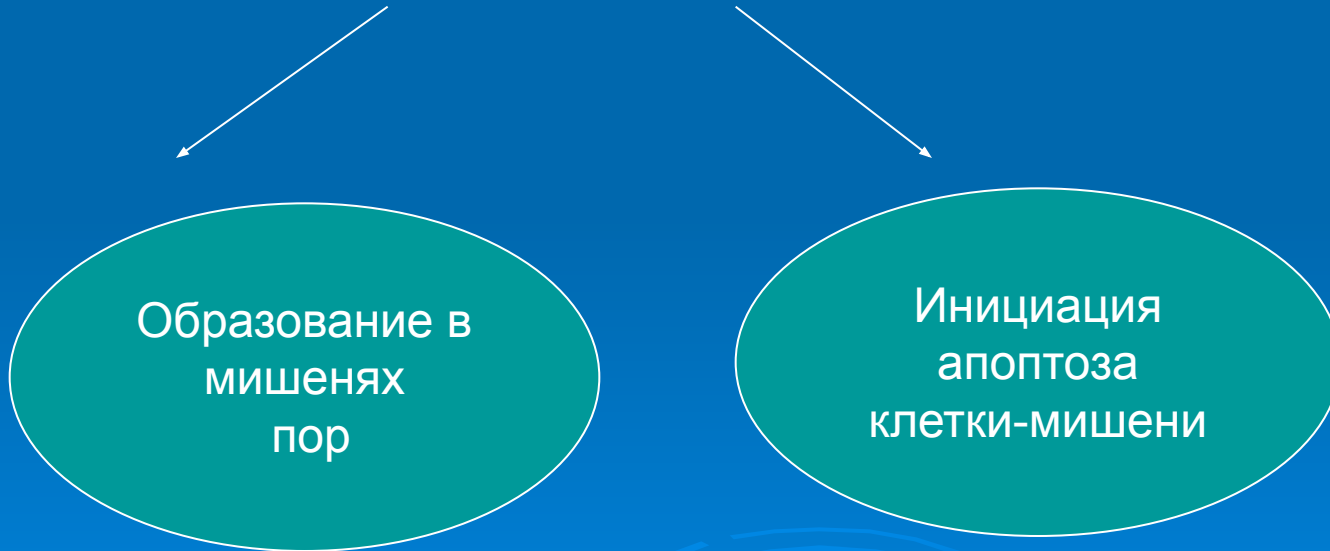 Образование в
мишенях
пор
Инициация
апоптоза
клетки-мишени